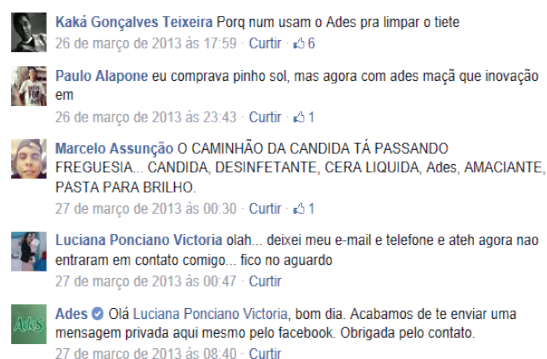 Kaká Gonçalves Teixeira Porq num usam o Ades pra limpar o tiete
26 de março de 2013 às 17:59 · Curtir · 6
Paulo Alapone eu comprava pinho sol, mas agora com ades maçã que inovação
em
26 de março de 2013 às 23:43 · Curtir · 1
Marcelo Assunção O CAMINHÃO DA CANDIDA TÁ PASSANDO
FREGUESIA... CANDIDA, DESINFETANTE, CERA LIQUIDA, Ades, AMACIANTE,
PASTA PARA BRILHO.
27 de março de 2013 às 00:30 · Curtir · 1
Luciana Ponciano Victoria olah... deixei meu e-mail e telefone e ateh agora nao
entraram em contato comigo... fico no aguardo
27 de março de 2013 às 00:47 · Curtir
AdeS
Ades Olá Luciana Ponciano Victoria, bom dia. Acabamos de te enviar uma
mensagem privada aqui mesmo pelo facebook. Obrigada pelo contato.
27 de março de 2013 às 08:40 · Curtir